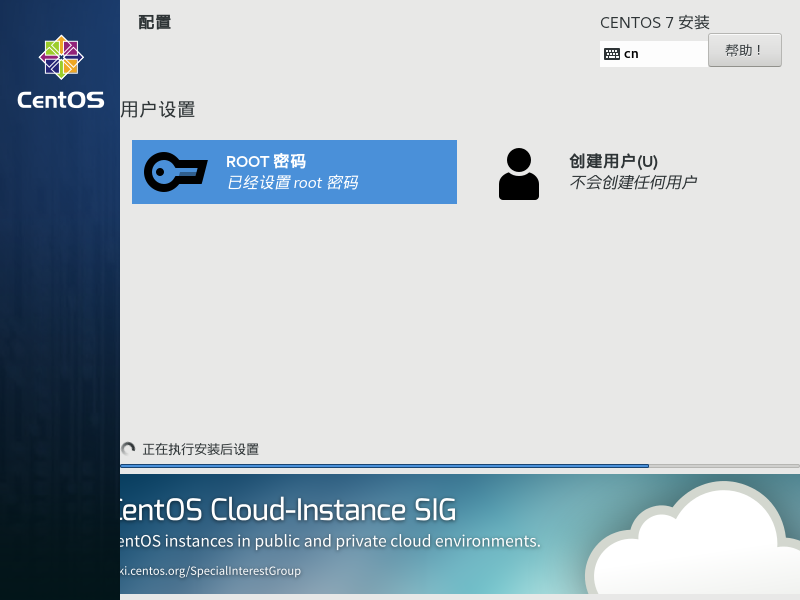 配置
CENTOS 7 安装
cn
帮助！
CentOS
用户设置
ROOT 密码
已经设置 root 密码
创建用户(U)
不会创建任何用户
正在执行安装后设置
CentOS Cloud-Instance SIG
entOS instances in public and private cloud environments.
ki.centos.org/SpecialInterestGroup